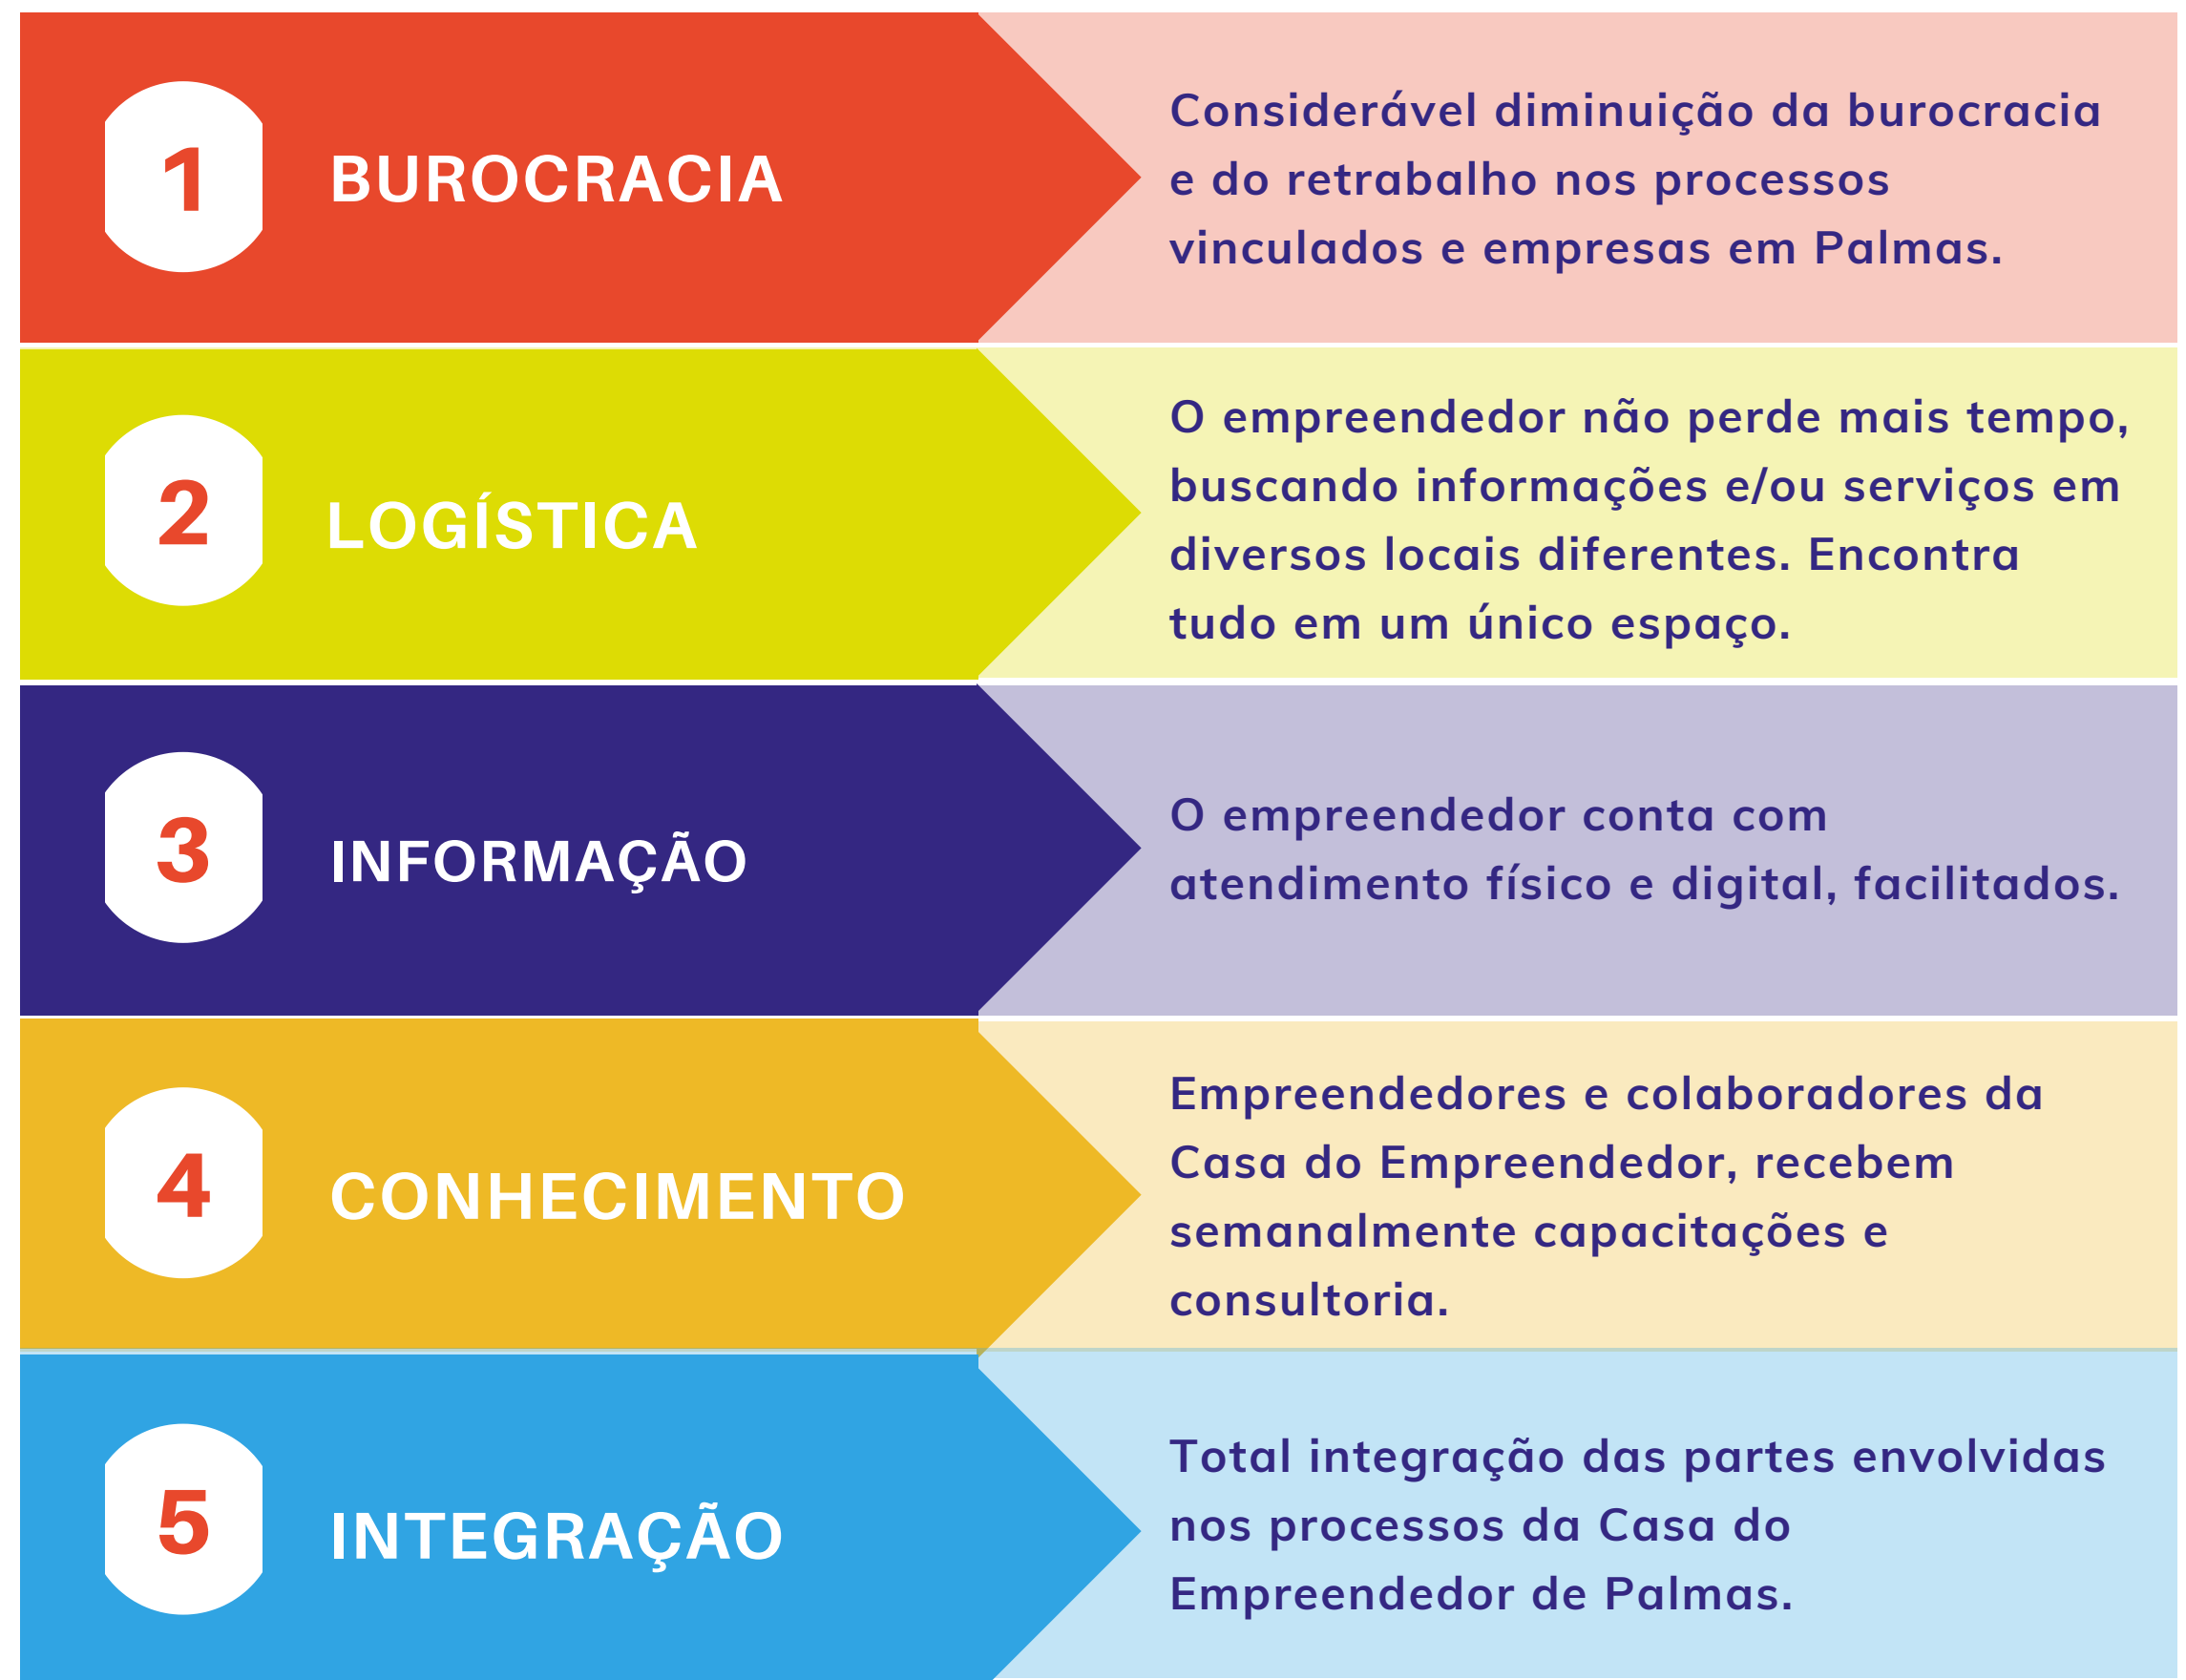 1
BUROCRACIA
Considerável diminuição da burocracia
e do retrabalho nos processos
vinculados e empresas em Palmas.
2
LOGÍSTICA
O empreendedor não perde mais tempo,
buscando informações e/ou serviços em
diversos locais diferentes. Encontra
tudo em um único espaço.
3
INFORMAÇÃO
O empreendedor conta com
atendimento físico e digital, facilitados.
4
CONHECIMENTO
Empreendedores e colaboradores da
Casa do Empreendedor, recebem
semanalmente capacitações e
consultoria.
5
INTEGRAÇÃO
Total integração das partes envolvidas
nos processos da Casa do
Empreendedor de Palmas.